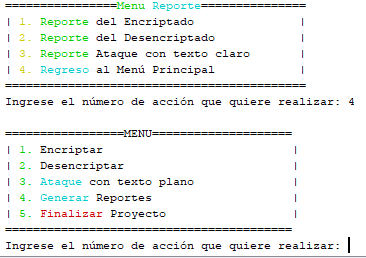 ================Menu Reporte===============
| 1. Reporte del Encriptado |
| 2. Reporte del Desencriptado |
| 3. Reporte Ataque con texto claro |
| 4. Regreso al Menú Principal |
===========================================
Ingrese el número de acción que quiere realizar: 4
=================MENU====================
| 1. Encriptar |
| 2. Desencriptar |
| 3. Ataque con texto plano |
| 4. Generar Reportes |
| 5. Finalizar Proyecto |
=========================================
Ingrese el número de acción que quiere realizar: